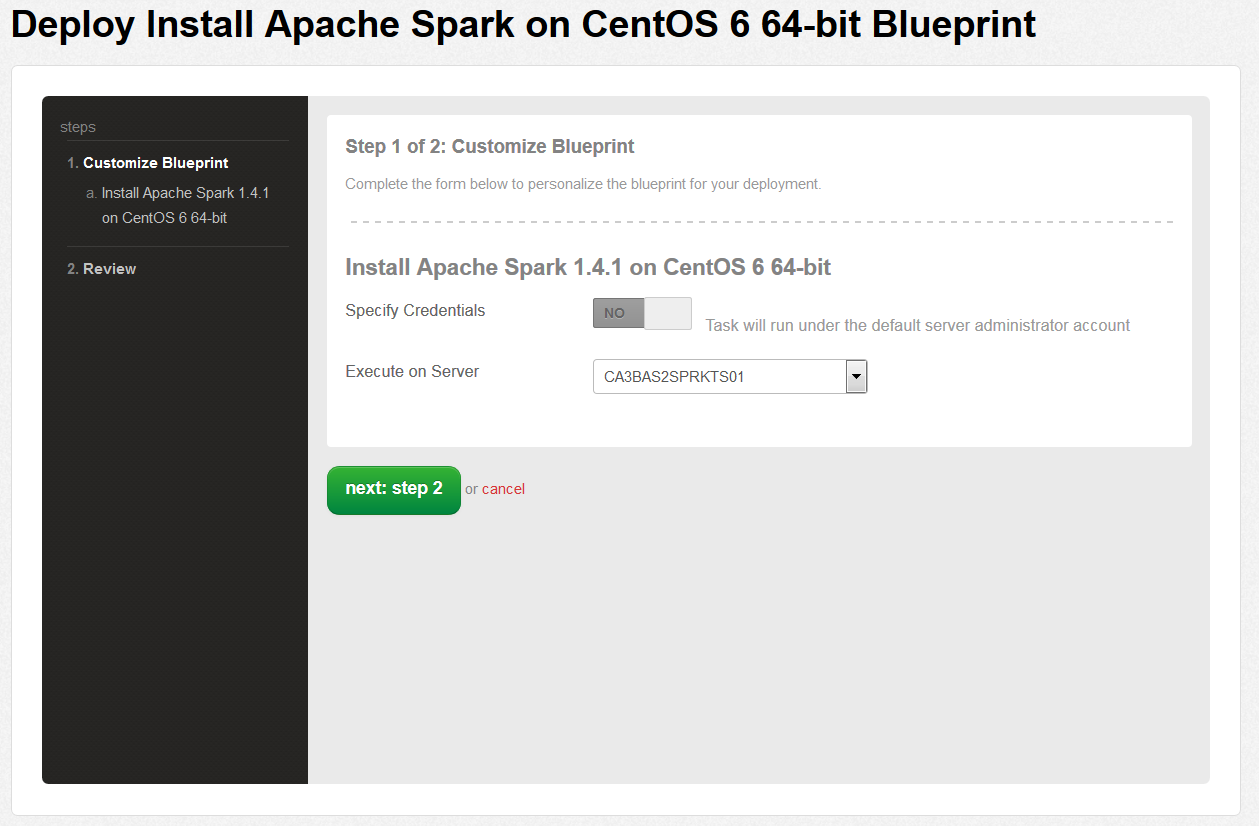 Deploy Install Apache Spark on CentOS 6 64-bit Blueprint
steps
1. Customize Blueprint
a. Install Apache Spark 1.4.1
on CentOS 6 64-bit
2. Review
Step 1 of 2: Customize Blueprint
Complete the form below to personalize the blueprint for your deployment.
Install Apache Spark 1.4.1 on CentOS 6 64-bit
Specify Credentials
NO
Task will run under the default server administrator account
Execute on Server
CA3BAS2SPRKTS01
next: step 2 or cancel